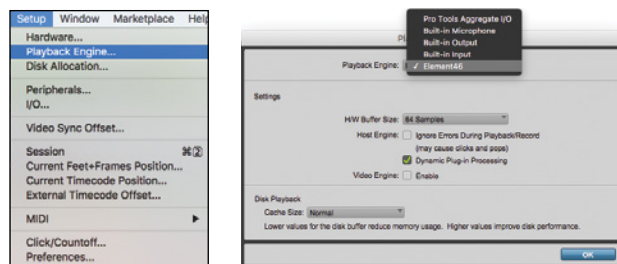 Setup Window Marketplace Help
Hardware...
Playback Engine...
Disk Allocation...
Peripherals...
I/O...
Video Sync Offset...
Session ⌘2
Current Feet+Frames Position...
Current Timecode Position...
External Timecode Offset...
MIDI
Click/Countoff...
Preferences...
Pro Tools Aggregate I/O
Built-in Microphone
Built-in Output
Built-in Input
Playback Engine: ✓ Element46
Settings
H/W Buffer Size: 64 Samples
Host Engine: Ignore Errors During Playback/Record
(may cause clicks and pops)
Dynamic Plug-in Processing
Video Engine: Enable
Disk Playback
Cache Size: Normal
Lower values for the disk buffer reduce memory usage. Higher values improve disk performance.
OK